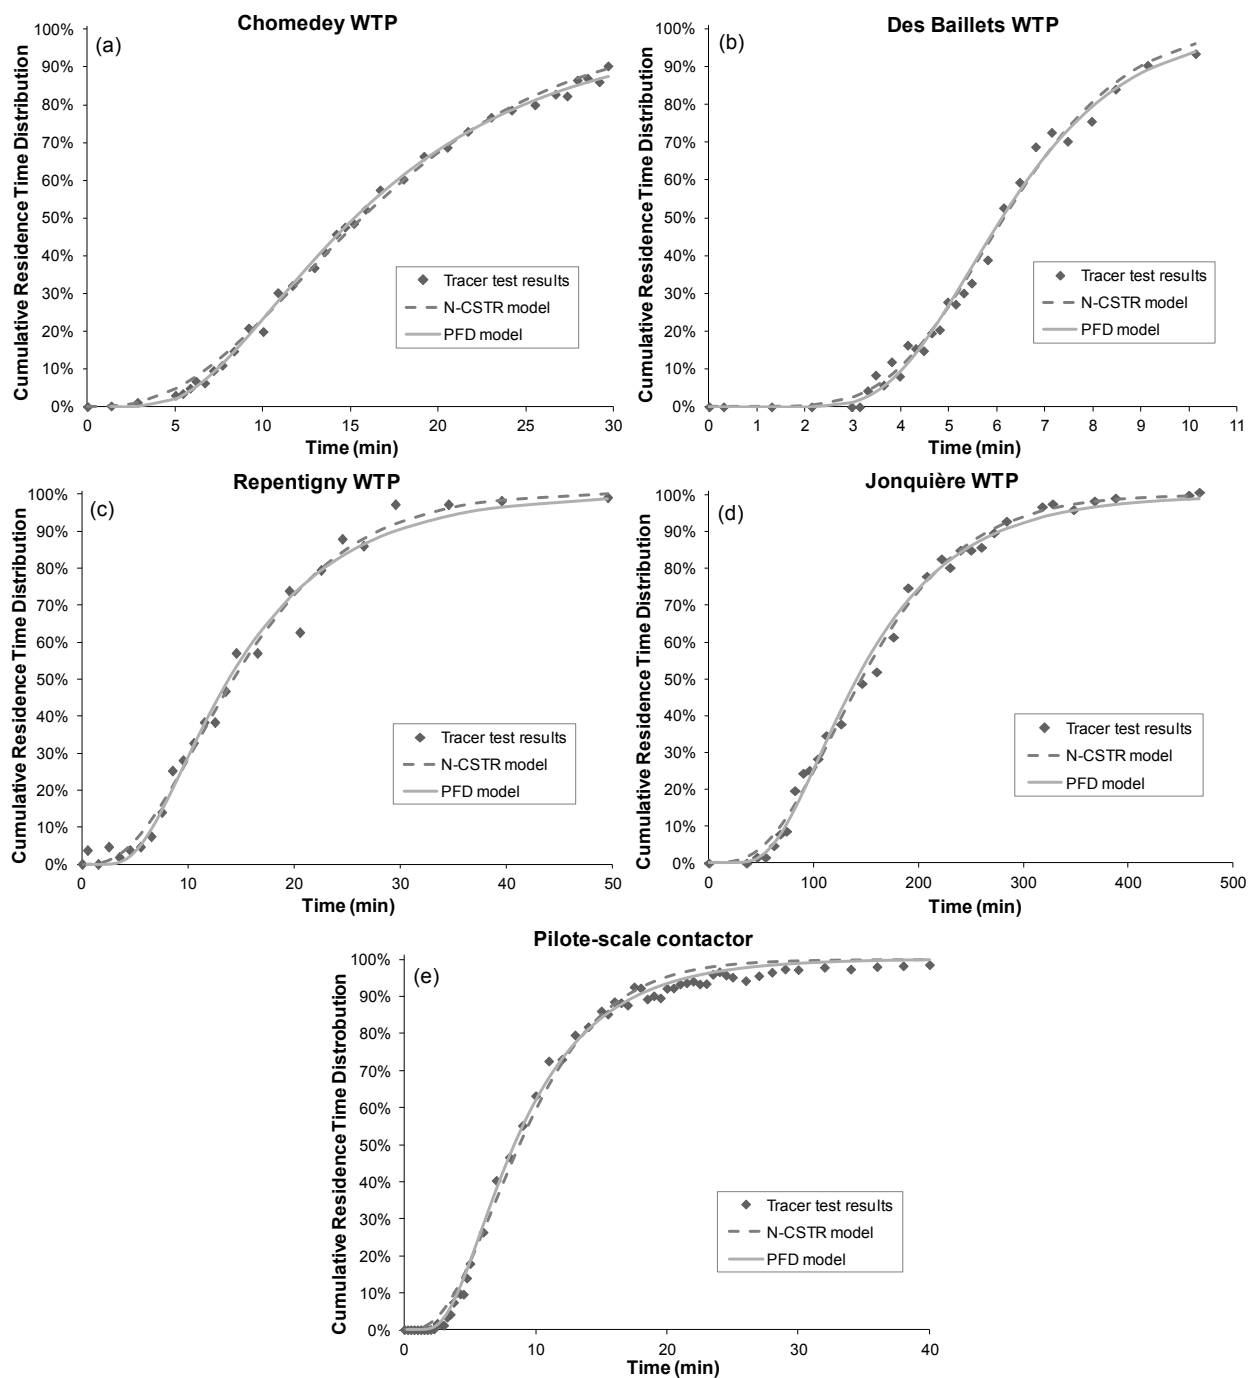 Chomedey WTP
(a)
Cumulative Residence Time Distribution
100%
90%
80%
70%
60%
50%
40%
30%
20%
10%
0%
Tracer test results
N-CSTR model
PFD model
0 5 10 15 20 25 30
Time (min)
Des Baillets WTP
(b)
Cumulative Residence Time Distribution
100%
90%
80%
70%
60%
50%
40%
30%
20%
10%
0%
Tracer test results
N-CSTR model
PFD model
0 1 2 3 4 5 6 7 8 9 10 11
Time (min)
Repentigny WTP
(c)
Cumulative Residence Time Distribution
100%
90%
80%
70%
60%
50%
40%
30%
20%
10%
0%
Tracer test results
N-CSTR model
PFD model
0 10 20 30 40 50
Time (min)
Jonquière WTP
(d)
Cumulative Residence Time Distribution
100%
90%
80%
70%
60%
50%
40%
30%
20%
10%
0%
Tracer test results
N-CSTR model
PFD model
0 100 200 300 400 500
Time (min)
Pilote-scale contactor
(e)
Cumulative Residence Time Distrobution
100%
90%
80%
70%
60%
50%
40%
30%
20%
10%
0%
Tracer test results
N-CSTR model
PFD model
0 10 20 30 40
Time (min)